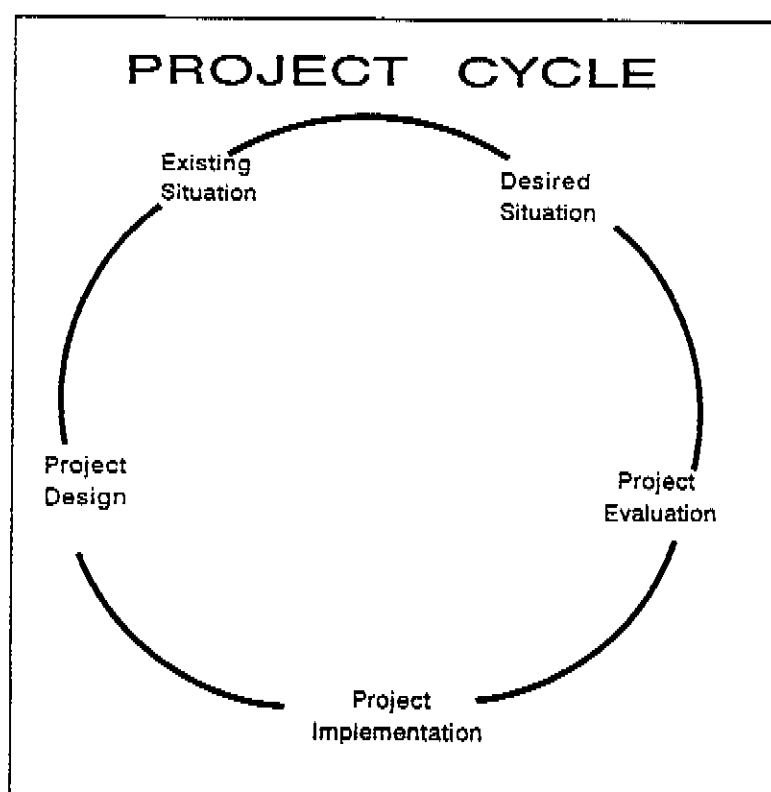 PROJECT CYCLE
Existing
Situation
Desired
Situation
Project
Design
Project
Evaluation
Project
Implementation